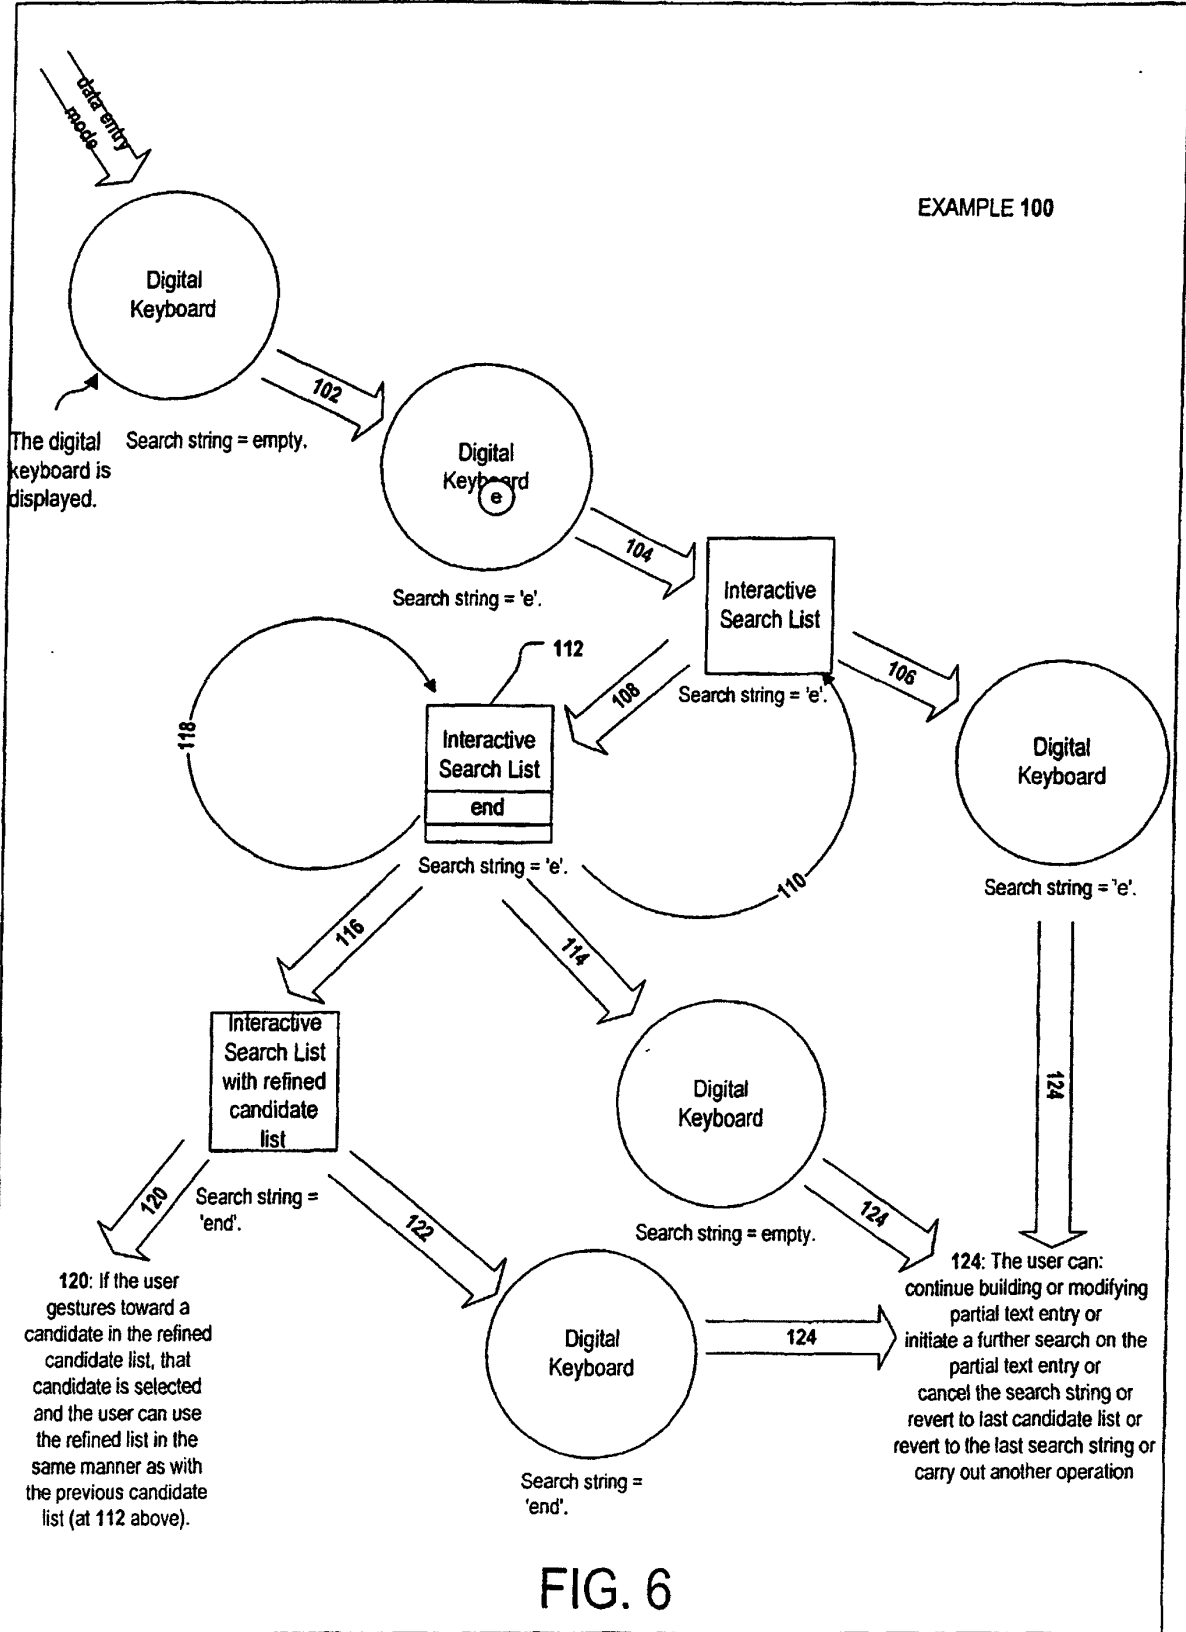 data entry
mode
EXAMPLE 100
Digital
Keyboard
102
The digital
keyboard is
displayed.
Search string = empty.
Digital
Keyboard
e
104
Search string = 'e'.
Interactive
Search List
112
108
Search string = 'e'.
106
118
Interactive
Search List
end
Digital
Keyboard
Search string = 'e'.
110
Search string = 'e'.
116
114
Interactive
Search List
with refined
candidate
list
124
Digital
Keyboard
120
Search string =
'end'.
122
124
Search string = empty.
120: If the user
gestures toward a
candidate in the refined
candidate list, that
candidate is selected
and the user can use
the refined list in the
same manner as with
the previous candidate
list (at 112 above).
Digital
Keyboard
124
Search string =
'end'.
124: The user can:
continue building or modifying
partial text entry or
initiate a further search on the
partial text entry or
cancel the search string or
revert to last candidate list or
revert to the last search string or
carry out another operation
FIG. 6